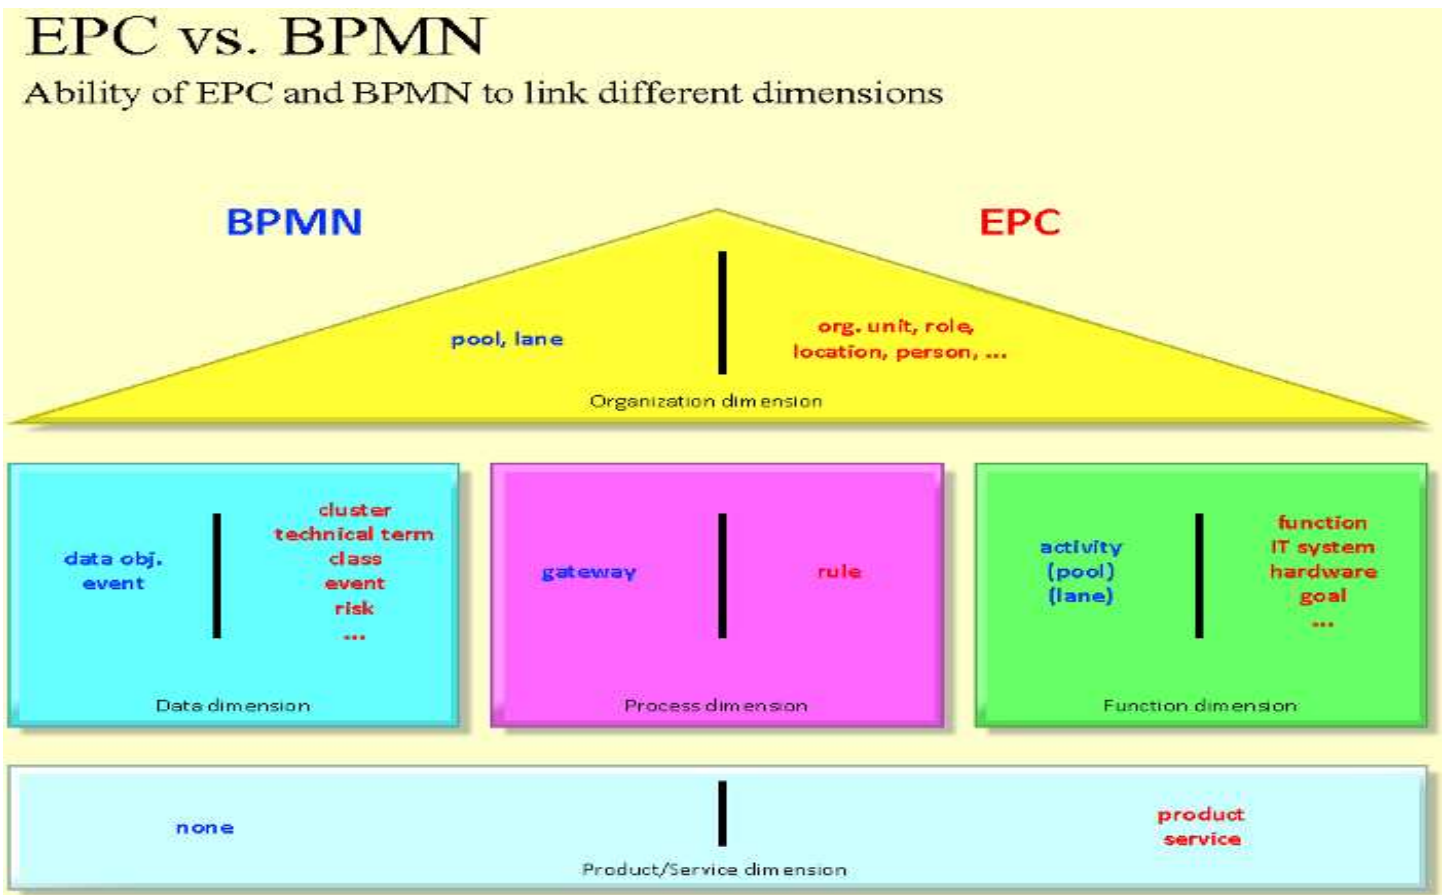 EPC vs. BPMN
Ability of EPC and BPMN to link different dimensions
BPMN
EPC
pool, lane
org. unit, role,
location, person, ...
Organization dimension
data obj.
event
cluster
technical term
class
event
risk
...
Data dimension
gateway
rule
Process dimension
activity
(pool)
(lane)
function
IT system
hardware
goal
...
Function dimension
none
product
service
Product/Service dimension